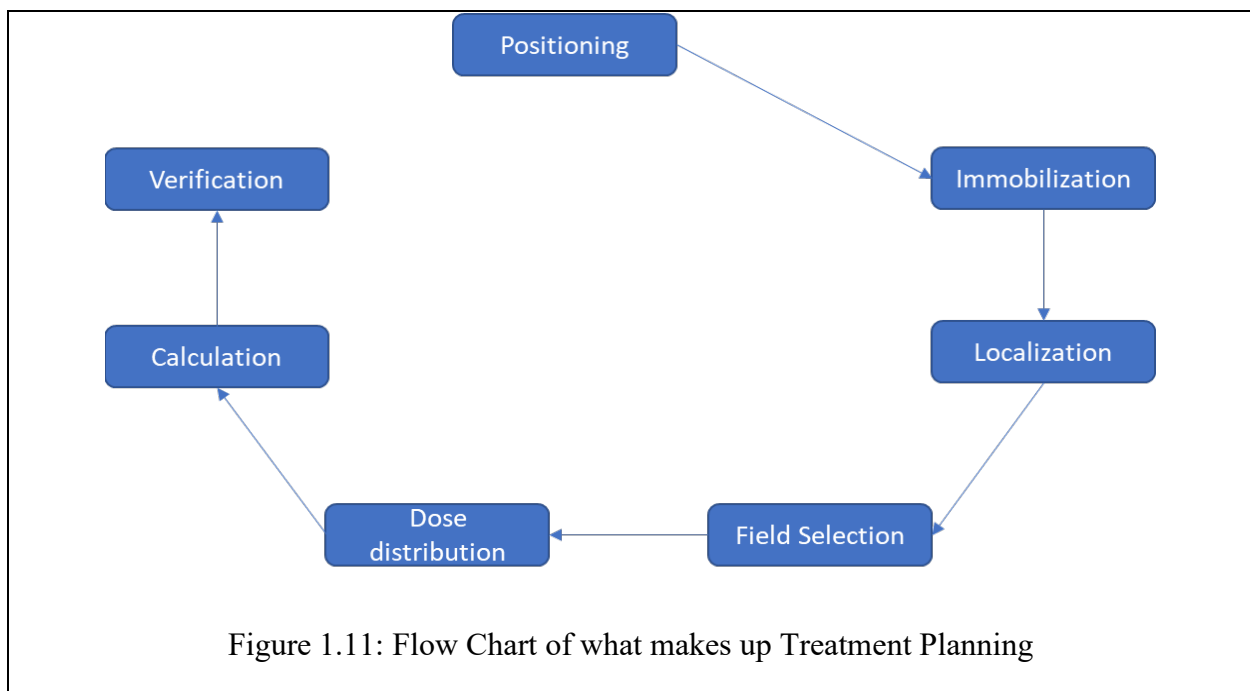 Positioning
Immobilization
Localization
Field Selection
Dose
distribution
Calculation
Verification
Figure 1.11: Flow Chart of what makes up Treatment Planning